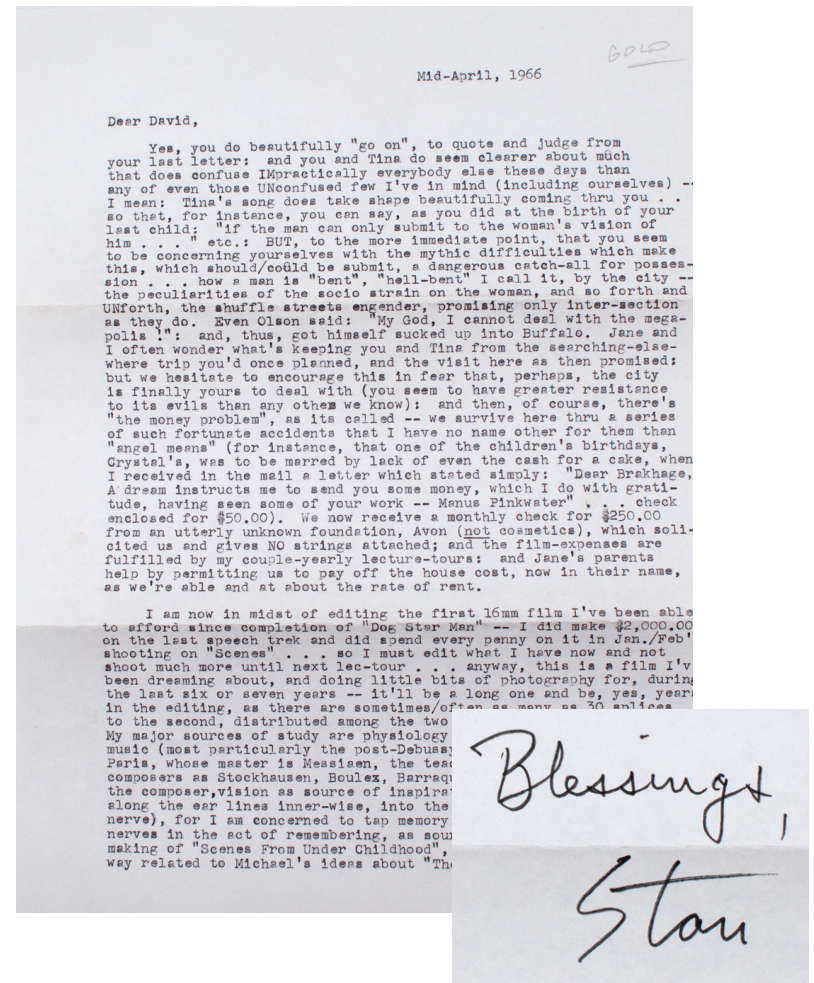 GOLD
Mid-April, 1966
Dear David,
Yes, you do beautifully "go on", to quote and judge from
your last letter: and you and Tina do seem clearer about much
that does confuse IMpractically everybody else these days than
any of even those UNconfused few I've in mind (including ourselves) --
I mean: Tina's song does take shape beautifully coming thru you . .
so that, for instance, you can say, as you did at the birth of your
last child: "if the man can only submit to the woman's vision of
him . . . " etc.: BUT, to the more immediate point, that you seem
to be concerning yourselves with the mythic difficulties which make
this, which should/could be submit, a dangerous catch-all for posses-
sion . . . how a man is "bent", "hell-bent" I call it, by the city --
the peculiarities of the socio strain on the woman, and so forth and
UNforth, the shuffle streets engender, promising only inter-section
as they do. Even Olson said: "My God, I cannot deal with the mega-
polis !": and, thus, got himself sucked up into Buffalo. Jane and
I often wonder what's keeping you and Tina from the searching-else-
where trip you'd once planned, and the visit here as then promised:
but we hesitate to encourage this in fear that, perhaps, the city
is finally yours to deal with (you seem to have greater resistance
to its evils than any others we know): and then, of course, there's
"the money problem", as its called -- we survive here thru a series
of such fortunate accidents that I have no name other for them than
"angel means" (for instance, that one of the children's birthdays,
Crystal's, was to be marred by lack of even the cash for a cake, when
I received in the mail a letter which stated simply: "Dear Brakhage,
A dream instructs me to send you some money, which I do with grati-
tude, having seen some of your work -- Manus Pinkwater" . . . check
enclosed for $50.00). We now receive a monthly check for $250.00
from an utterly unknown foundation, Avon (not cosmetics), which soli-
cited us and gives NO strings attached; and the film-expenses are
fulfilled by my couple-yearly lecture-tours: and Jane's parents
help by permitting us to pay off the house cost, now in their name,
as we're able and at about the rate of rent.
I am now in midst of editing the first 16mm film I've been able
to afford since completion of "Dog Star Man" -- I did make $2,000.00
on the last speech trek and did spend every penny on it in Jan./Feb'
shooting on "Scenes" . . . so I must edit what I have now and not
shoot much more until next lec-tour . . . anyway, this is a film I'v
been dreaming about, and doing little bits of photography for, during
the last six or seven years -- it'll be a long one and be, yes, years
in the editing, as there are sometimes/often as many as 30 splices
to the second, distributed among the two
My major sources of study are physiology
music (most particularly the post-Debussy
Paris, whose master is Messiaen, the tea
composers as Stockhausen, Boulex, Barraq
the composer,vision as source of inspira
along the ear lines inner-wise, into the
nerve), for I am concerned to tap memory
nerves in the act of remembering, as sou
making of "Scenes From Under Childhood",
way related to Michael's ideas about "Th
Blessings,
Stan